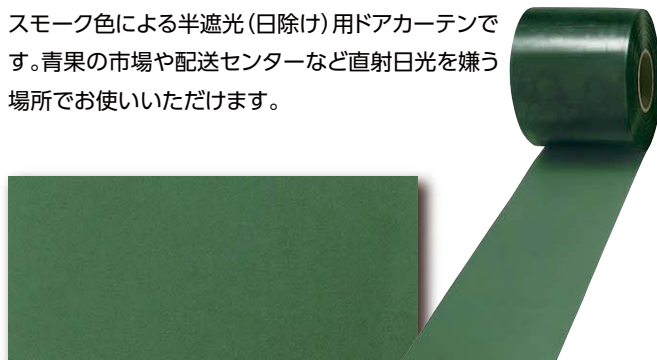 スモーク色による半遮光(日除け)用ドアカーテンで
す。青果の市場や配送センターなど直射日光を嫌う
場所でお使いいただけます。